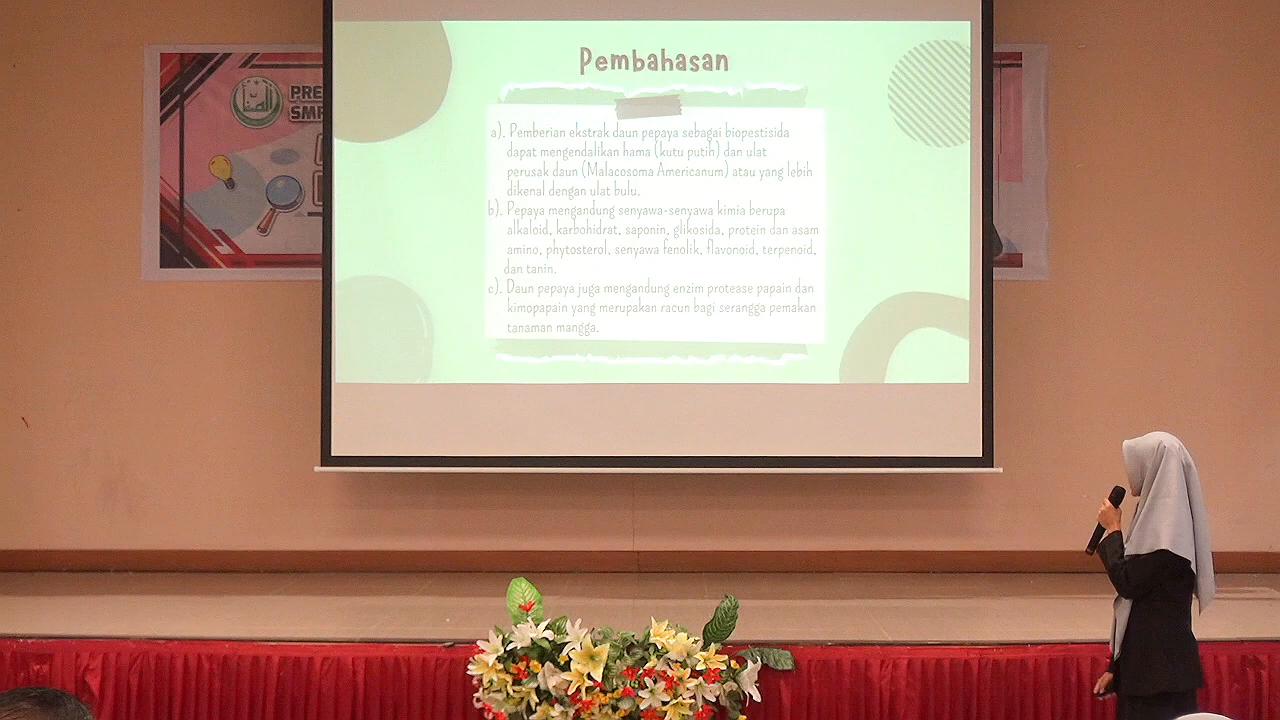 Pembahasan
PRE
SMP
a). Pemberian ekstrak daun pepaya sebagai biopestisida
dapat mengendalikan hama (kutu putih) dan ulat
perusak daun (Malacosoma Americanum) atau yang lebih
dikenal dengan ulat bulu.
b). Pepaya mengandung senyawa-senyawa kimia berupa
alkaloid, karbohidrat, saponin, glikosida, protein dan asam
amino, phytosterol, senyawa fenolik, flavonoid, terpenoid,
dan tanin.
c). Daun pepaya juga mengandung enzim protease papain dan
kimopapain yang merupakan racun bagi serangga pemakan
tanaman mangga.